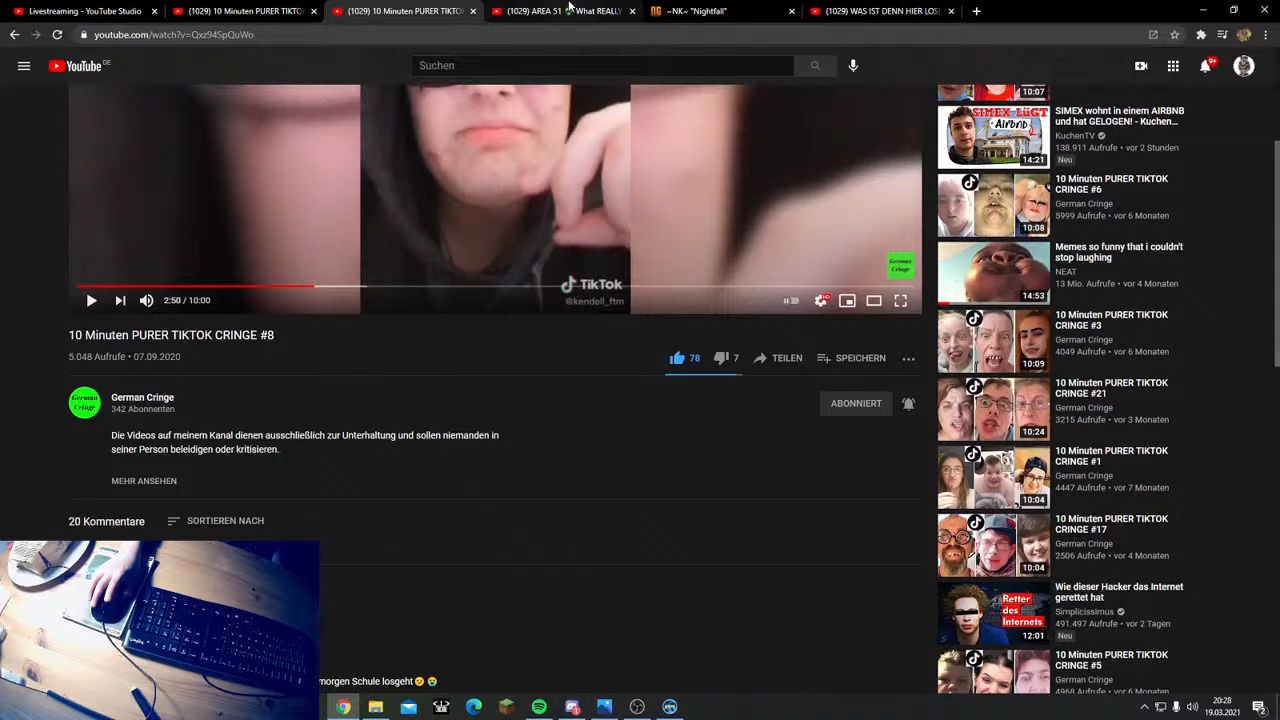 Livestreaming - YouTube Studio
(1029) 10 Minuten PURER TIKTO
(1029) 10 Minuten PURER TIKTO
(1029) AREA 51 What REALLY
~NK~ "Nightfall"
(1029) WAS IST DENN HIER LOS
youtube.com/watch?v=Qxz94SpQuWo
YouTube DE
Suchen
9+
German Cringe
TikTok
@kendell_ftm
2:50 / 10:00
HD
10 Minuten PURER TIKTOK CRINGE #8
5.048 Aufrufe • 07.09.2020
78
7
TEILEN
SPEICHERN
German Cringe
German Cringe
342 Abonnenten
ABONNIERT
Die Videos auf meinem Kanal dienen ausschließlich zur Unterhaltung und sollen niemanden in
seiner Person beleidigen oder kritisieren.
MEHR ANSEHEN
20 Kommentare
SORTIEREN NACH
morgen Schule losgeht😕 😭
10:07
SIMEX LÜGT
Airbnb
14:21
SIMEX wohnt in einem AIRBNB
und hat GELOGEN! - Kuchen...
KuchenTV
138.911 Aufrufe • vor 2 Stunden
Neu
10:08
10 Minuten PURER TIKTOK
CRINGE #6
German Cringe
5999 Aufrufe • vor 6 Monaten
14:53
Memes so funny that i couldn't
stop laughing
NEAT
13 Mio. Aufrufe • vor 4 Monaten
10:09
10 Minuten PURER TIKTOK
CRINGE #3
German Cringe
4049 Aufrufe • vor 6 Monaten
10:24
10 Minuten PURER TIKTOK
CRINGE #21
German Cringe
3215 Aufrufe • vor 3 Monaten
10:04
10 Minuten PURER TIKTOK
CRINGE #1
German Cringe
4447 Aufrufe • vor 7 Monaten
10:04
10 Minuten PURER TIKTOK
CRINGE #17
German Cringe
2506 Aufrufe • vor 4 Monaten
Retter
des
Internets
12:01
Wie dieser Hacker das Internet
gerettet hat
Simplicissimus
491.497 Aufrufe • vor 2 Tagen
Neu
10 Minuten PURER TIKTOK
CRINGE #5
German Cringe
4968 Aufrufe • vor 6 Monaten
20:28
19.03.2021